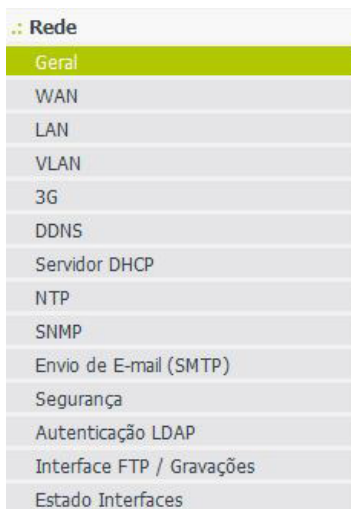 .: Rede
Geral
WAN
LAN
VLAN
3G
DDNS
Servidor DHCP
NTP
SNMP
Envio de E-mail (SMTP)
Segurança
Autenticação LDAP
Interface FTP / Gravações
Estado Interfaces